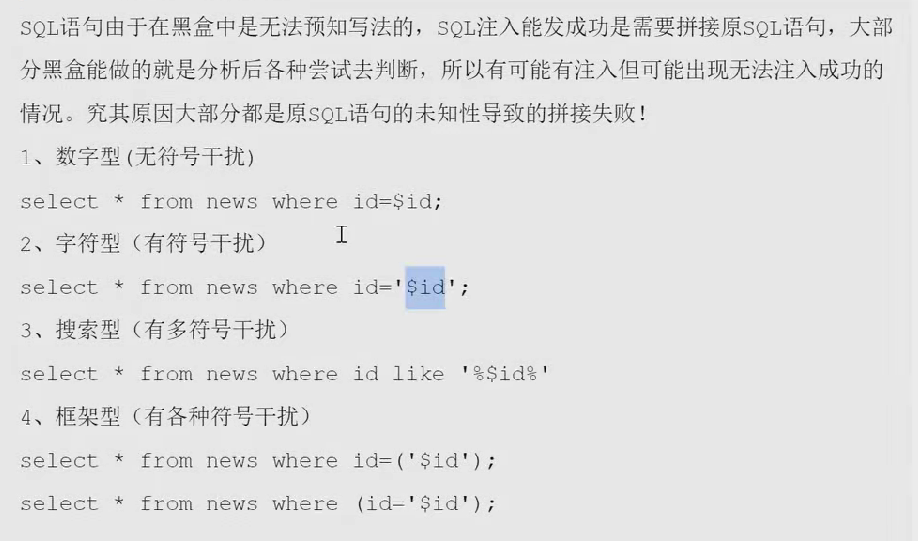 SQL语句由于在黑盒中是无法预知写法的，SQL注入能发成功是需要拼接原SQL语句，大部
分黑盒能做的就是分析后各种尝试去判断，所以有可能有注入但可能出现无法注入成功的
情况。究其原因大部分都是原SQL语句的未知性导致的拼接失败!
1、数字型(无符号干扰)
select * from news where id=$id;
2、字符型（有符号干扰）
select * from news where id='$id';
3、搜索型（有多符号干扰）
select * from news where id like '%$id%'
4、框架型（有各种符号干扰）
select * from news where id=('$id');
select * from news where (id='$id');